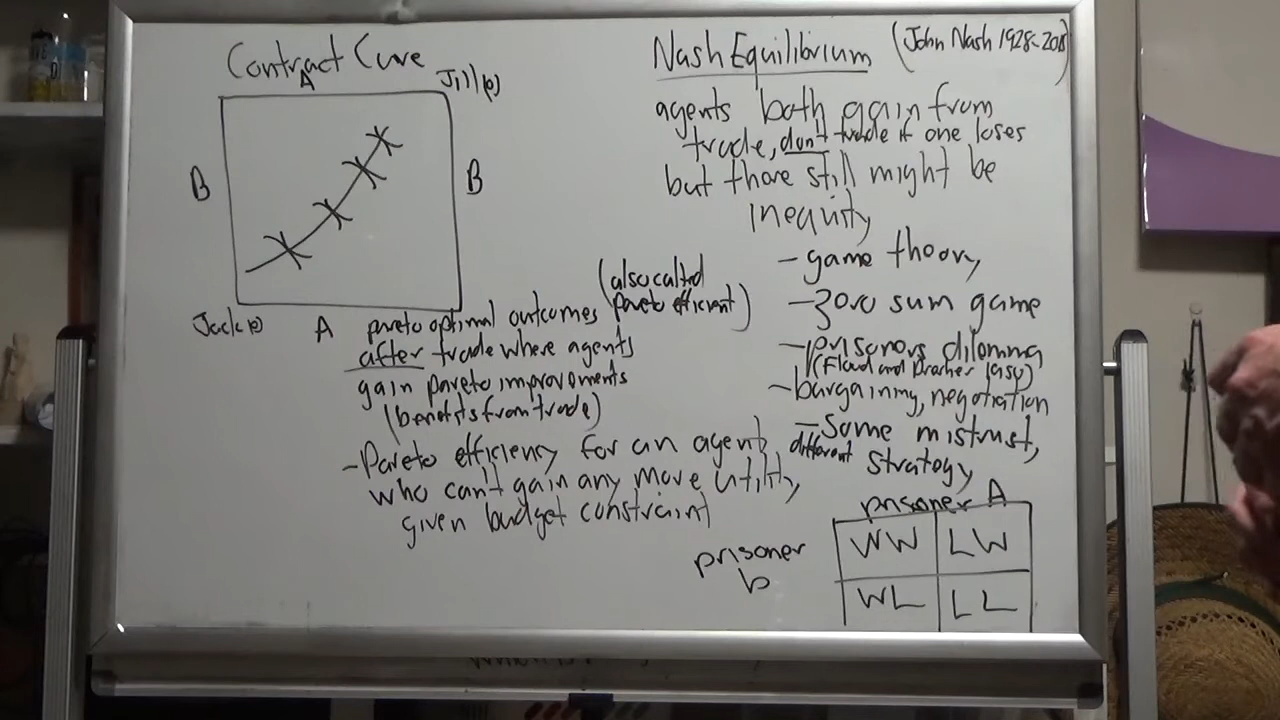 Contract Curve
A
Jill(0)
B
B
Jack(0)
A
pareto optimal outcomes
(also called
pareto efficient)
after trade where agents
gain pareto improvements
(benefits from trade)
-Pareto efficiency for an agent
who can't gain any more utility,
given budget constraint
Nash Equilibrium (John Nash 1928-
agents both gain from
trade, don't trade if one loses
but there still might be
inequity
-game theory
-zero sum game
-prisoners dilemma
(Flood and Dresher
-bargaining, negotiation
-Some mistrust,
different strategy
prisoner A
prisoner
b
WW LW
WL LL